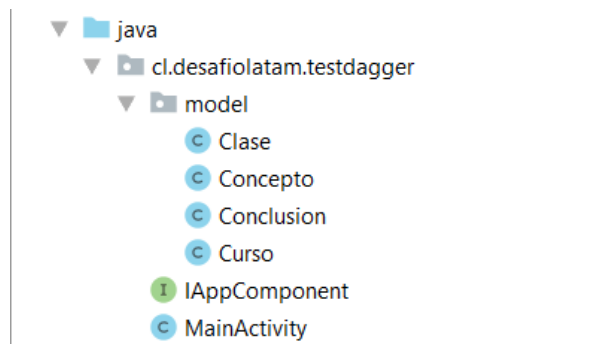 java
cl.desafiolatam.testdagger
model
C Clase
C Concepto
C Conclusion
C Curso
I IAppComponent
C MainActivity